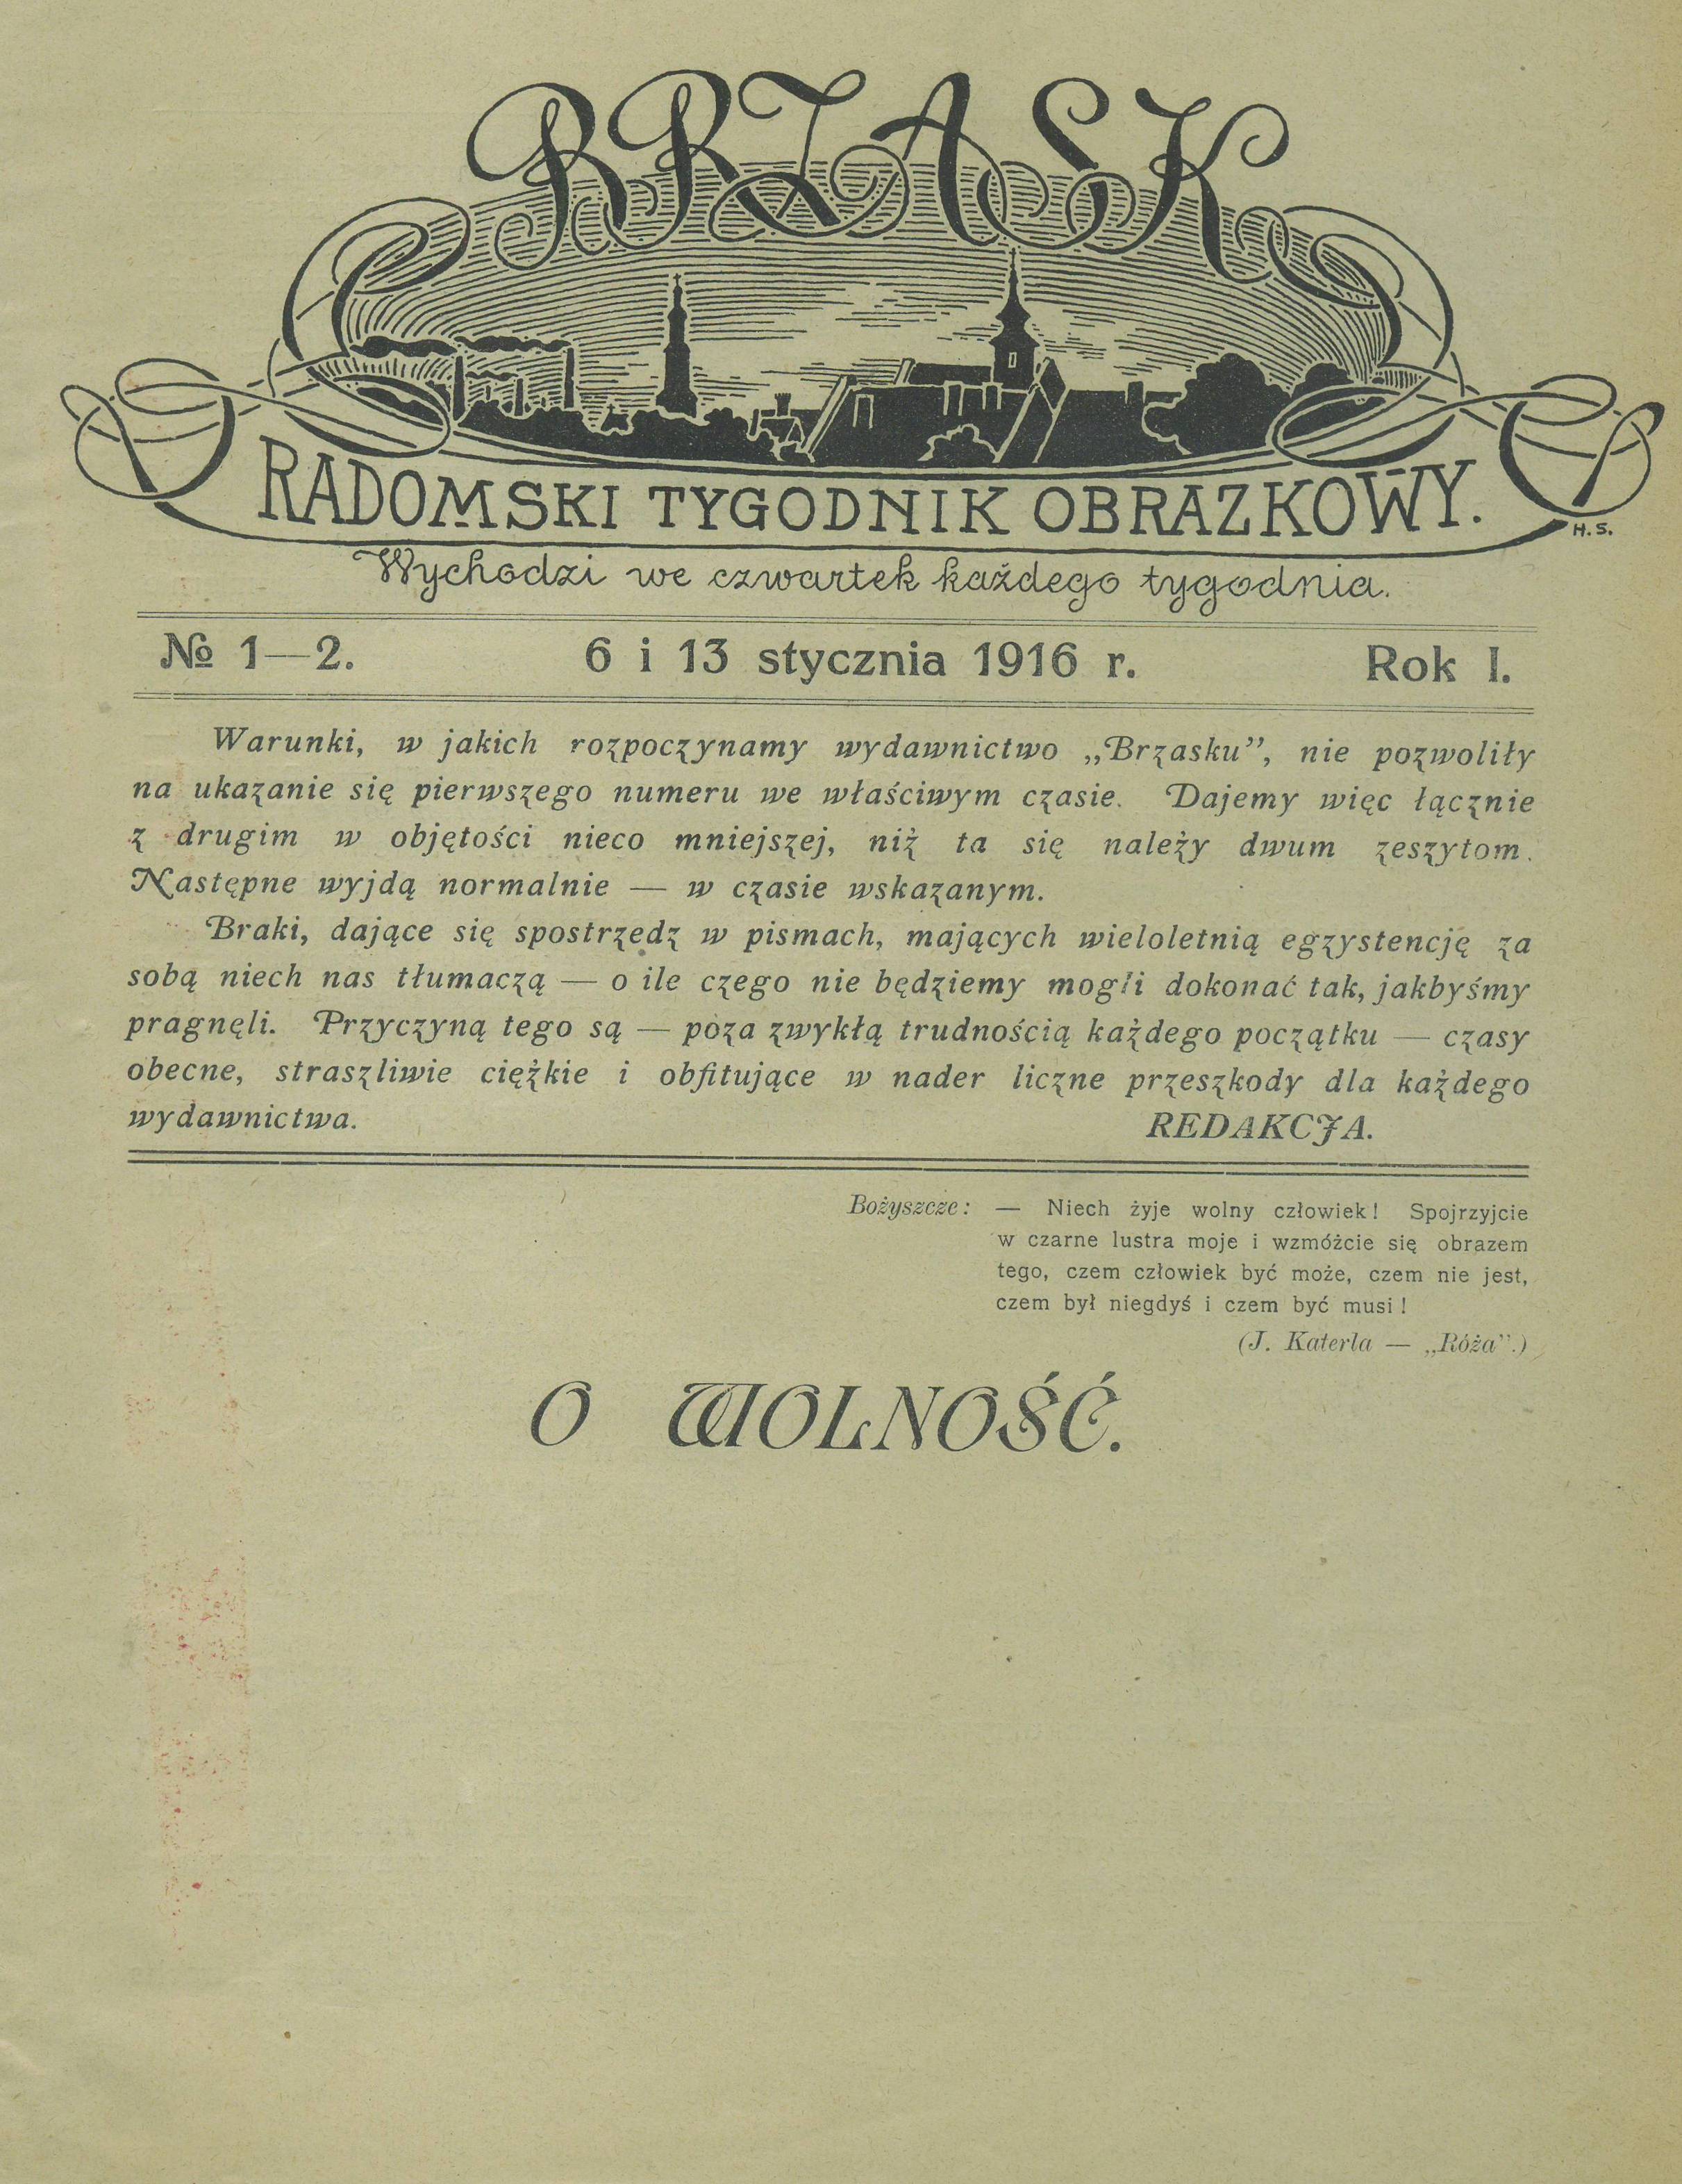 BRZASK
RADOMSKI TYGODNIK OBRAZKOWY.
H. S.
Wychodzi we czwartek każdego tygodnia.
№ 1—2. 6 i 13 stycznia 1916 r. Rok I.
Warunki, w jakich rozpoczynamy wydawnictwo „Brzasku”, nie pozwoliły
na ukazanie się pierwszego numeru we właściwym czasie. Dajemy więc łącznie
z drugim w objętości nieco mniejszej, niż ta się należy dwum zeszytom.
Następne wyjdą normalnie — w czasie wskazanym.
Braki, dające się spostrzedz w pismach, mających wieloletnią egzystencję za
sobą niech nas tłumaczą — o ile czego nie będziemy mogli dokonać tak, jakbyśmy
pragnęli. Przyczyną tego są — poza zwykłą trudnością każdego początku — czasy
obecne, straszliwie ciężkie i obfitujące w nader liczne przeszkody dla każdego
wydawnictwa. REDAKCJA.
Bożyszcze: — Niech żyje wolny człowiek! Spojrzyjcie
w czarne lustra moje i wzmóżcie się obrazem
tego, czem człowiek być może, czem nie jest,
czem był niegdyś i czem być musi!
(J. Katerla — „Róża”.)
O WOLNOŚĆ.